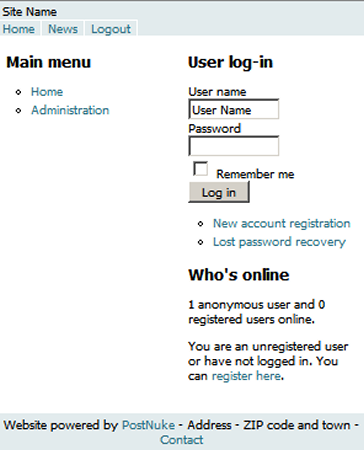 Site Name
Home News Logout
Main menu
Home
Administration
User log-in
User name
User Name
Password
Remember me
Log in
New account registration
Lost password recovery
Who's online
1 anonymous user and 0
registered users online.
You are an unregistered user
or have not logged in. You
can register here.
Website powered by PostNuke - Address - ZIP code and town -
Contact